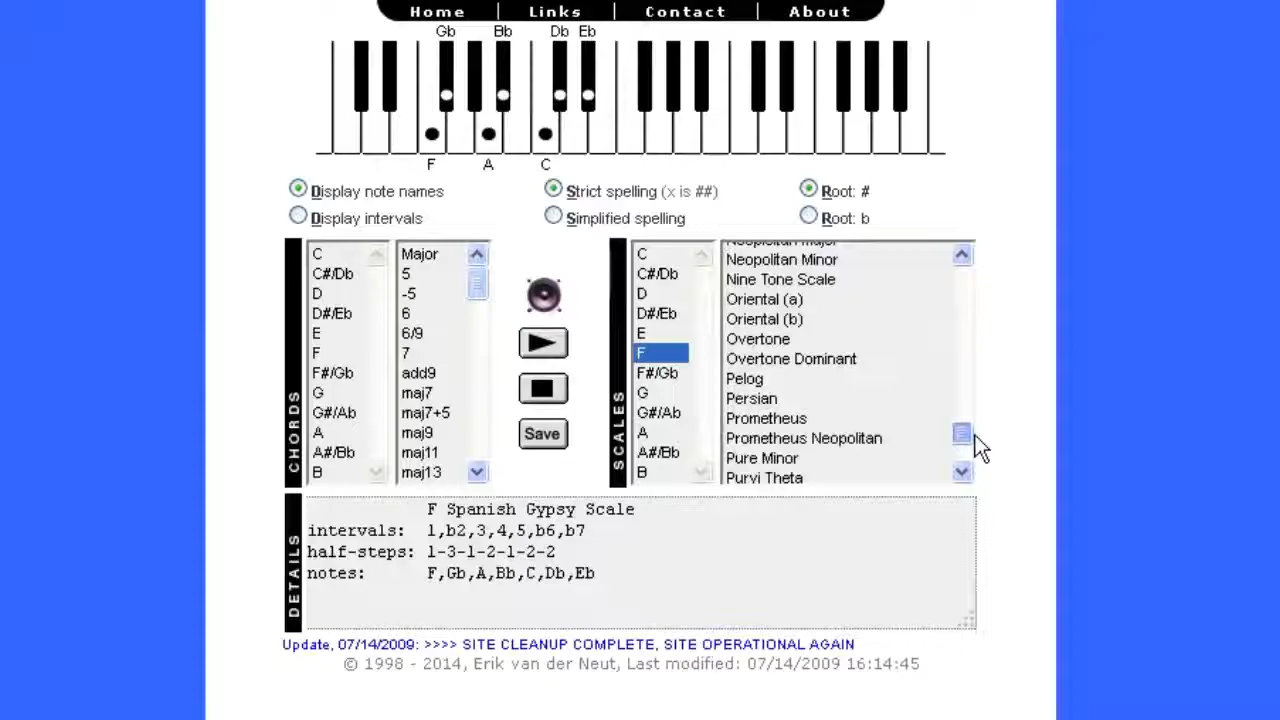 Home | Links | Contact | About
Gb Bb Db Eb
F A C
Display note names
Display intervals
Strict spelling (x is ##)
Simplified spelling
Root: #
Root: b
CHORDS
C
C#/Db
D
D#/Eb
E
F
F#/Gb
G
G#/Ab
A
A#/Bb
B
Major
5
-5
6
6/9
7
add9
maj7
maj7+5
maj9
maj11
maj13
Save
SCALES
C
C#/Db
D
D#/Eb
E
F
F#/Gb
G
G#/Ab
A
A#/Bb
B
Neopolitan Minor
Nine Tone Scale
Oriental (a)
Oriental (b)
Overtone
Overtone Dominant
Pelog
Persian
Prometheus
Prometheus Neopolitan
Pure Minor
Purvi Theta
DETAILS
F Spanish Gypsy Scale
intervals: 1,b2,3,4,5,b6,b7
half-steps: 1-3-1-2-1-2-2
notes: F,Gb,A,Bb,C,Db,Eb
Update, 07/14/2009: >>>> SITE CLEANUP COMPLETE, SITE OPERATIONAL AGAIN
© 1998 - 2014, Erik van der Neut, Last modified: 07/14/2009 16:14:45